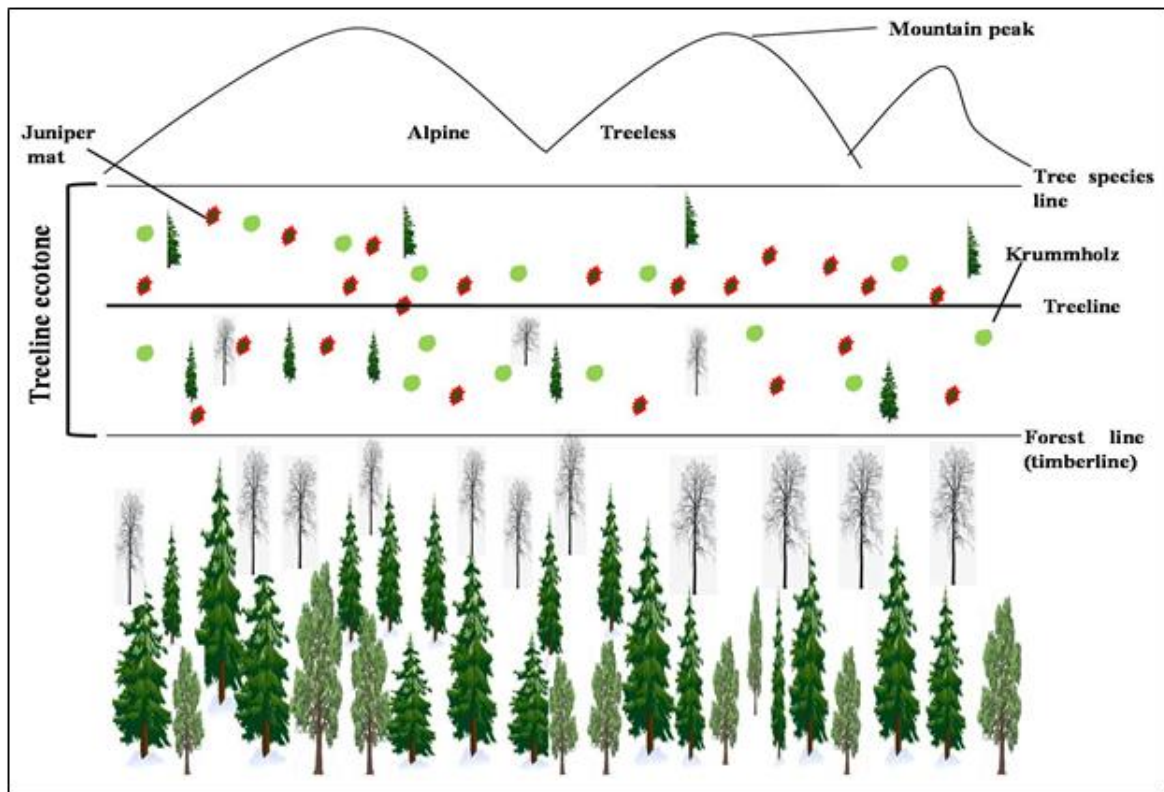 Mountain peak
Juniper
mat
Alpine
Treeless
Tree species
line
Treeline ecotone
Krummholz
Treeline
Forest line
(timberline)